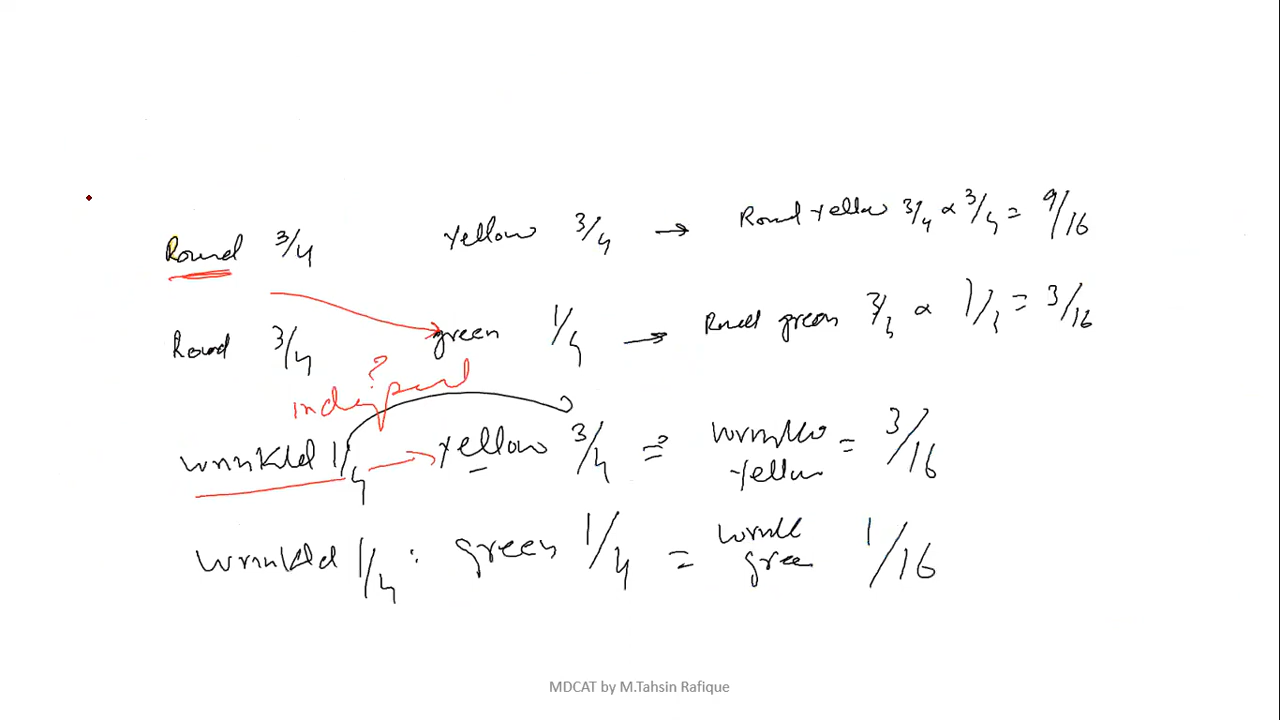 Round 3/4 Yellow 3/4 → Round Yellow 3/4 × 3/4 = 9/16
Round 3/4 green 1/4 → Round green 3/4 × 1/4 = 3/16
?
independ
Wrinkled 1/4 → Yellow 3/4 = wrinkle = 3/16
Yellow
Wrinkled 1/4 : green 1/4 = wrinkle 1/16
green
MDCAT by M.Tahsin Rafique